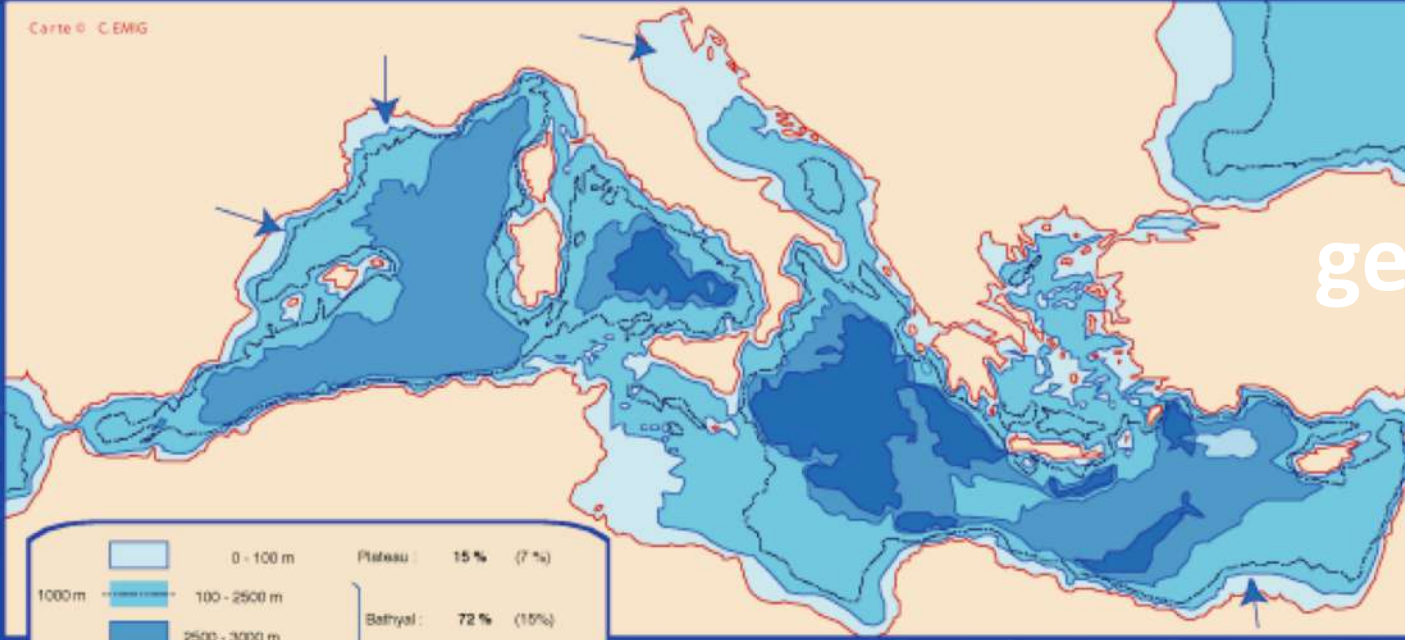 Carte © C. EMIG
ge
0 - 100 m Plateau : 15 % (7 %)
1000 m 100 - 2500 m
Bathyal : 72 % (15%)
2500 - 3000 m